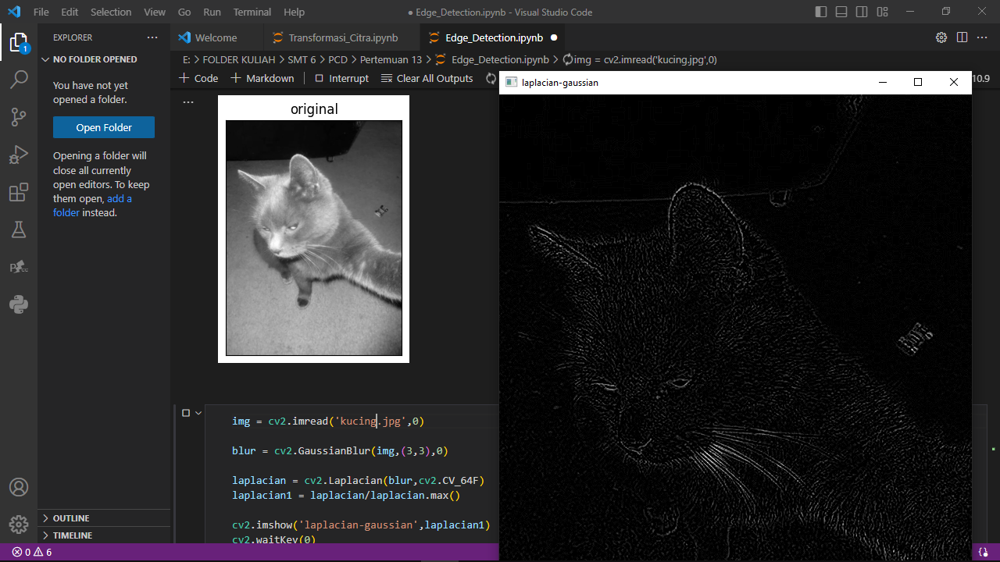 File Edit Selection View Go Run Terminal Help
● Edge_Detection.ipynb - Visual Studio Code
EXPLORER ...
Welcome
Transformasi_Citra.ipynb
Edge_Detection.ipynb ●
...
NO FOLDER OPENED
E: > FOLDER KULIAH > SMT 6 > PCD > Pertemuan 13 > Edge_Detection.ipynb > img = cv2.imread('kucing.jpg',0)
+ Code + Markdown Interrupt Clear All Outputs
10.9
1
You have not yet
opened a folder.
Open Folder
Opening a folder will
close all currently
open editors. To keep
them open, add a
folder instead.
...
original
laplacian-gaussian
img = cv2.imread('kucing.jpg',0)
blur = cv2.GaussianBlur(img,(3,3),0)
laplacian = cv2.Laplacian(blur,cv2.CV_64F)
laplacian1 = laplacian/laplacian.max()
cv2.imshow('laplacian-gaussian',laplacian1)
cv2.waitKey(0)
OUTLINE
TIMELINE
0 6